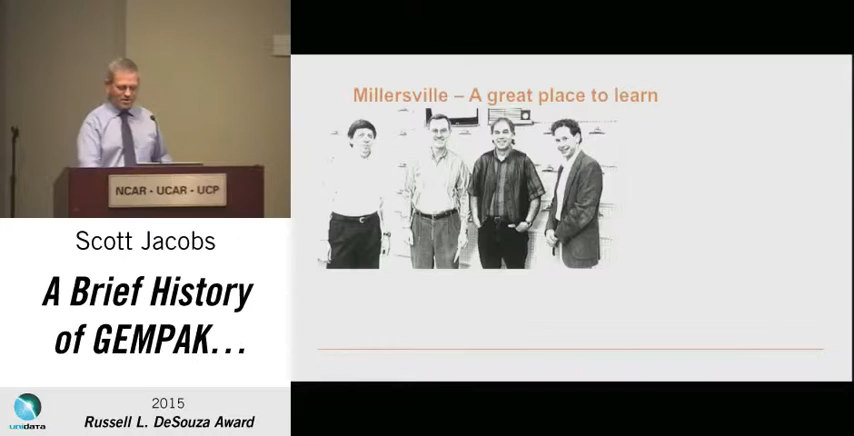 Millersville – A great place to learn
NCAR - UCAR - UCP
Scott Jacobs
A Brief History
of GEMPAK...
2015
Russell L. DeSouza Award
unidata